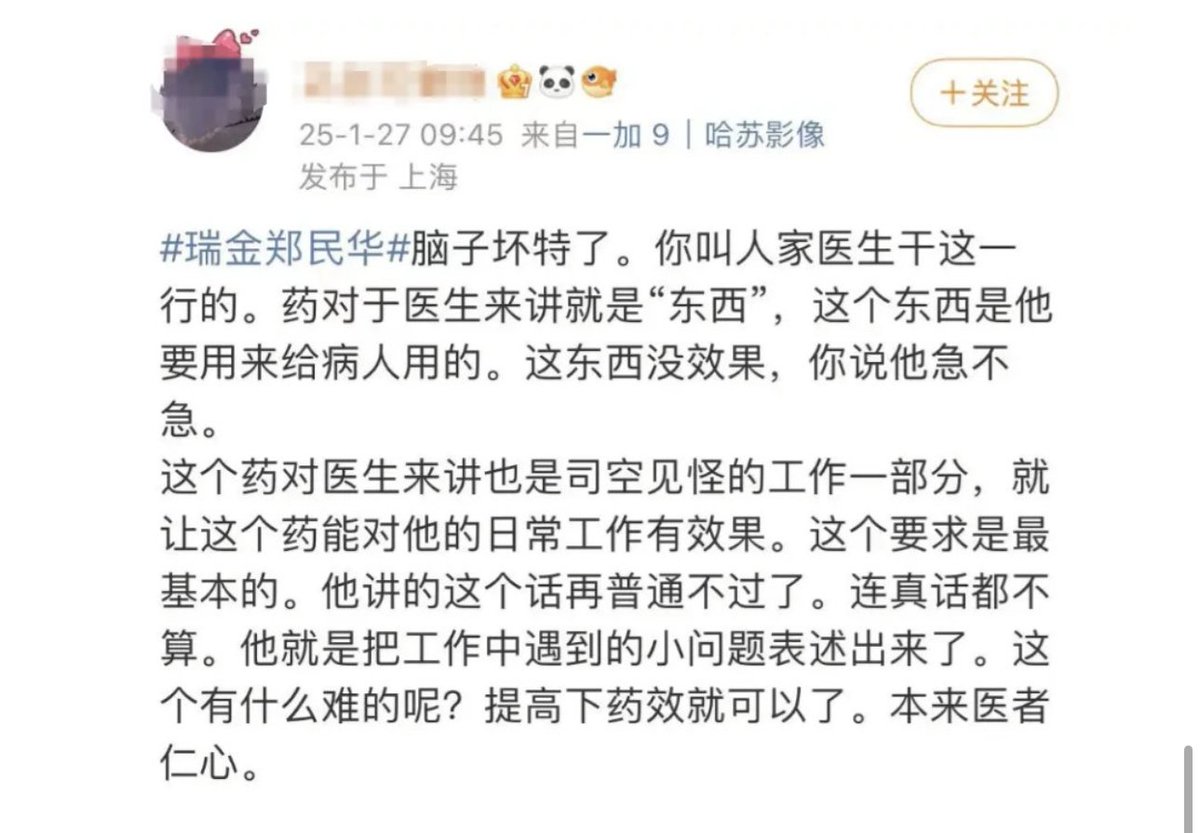 25-1-27 09:45 来自一加 9 | 哈苏影像
发布于 上海
+关注
#瑞金郑民华#脑子坏特了。你叫人家医生干这一
行的。药对于医生来讲就是“东西”，这个东西是他
要用来给病人用的。这东西没效果，你说他急不
急。
这个药对医生来讲也是司空见怪的工作一部分，就
让这个药能对他的日常工作有效果。这个要求是最
基本的。他讲的这个话再普通不过了。连真话都不
算。他就是把工作中遇到的小问题表述出来了。这
个有什么难的呢？提高下药效就可以了。本来医者
仁心。